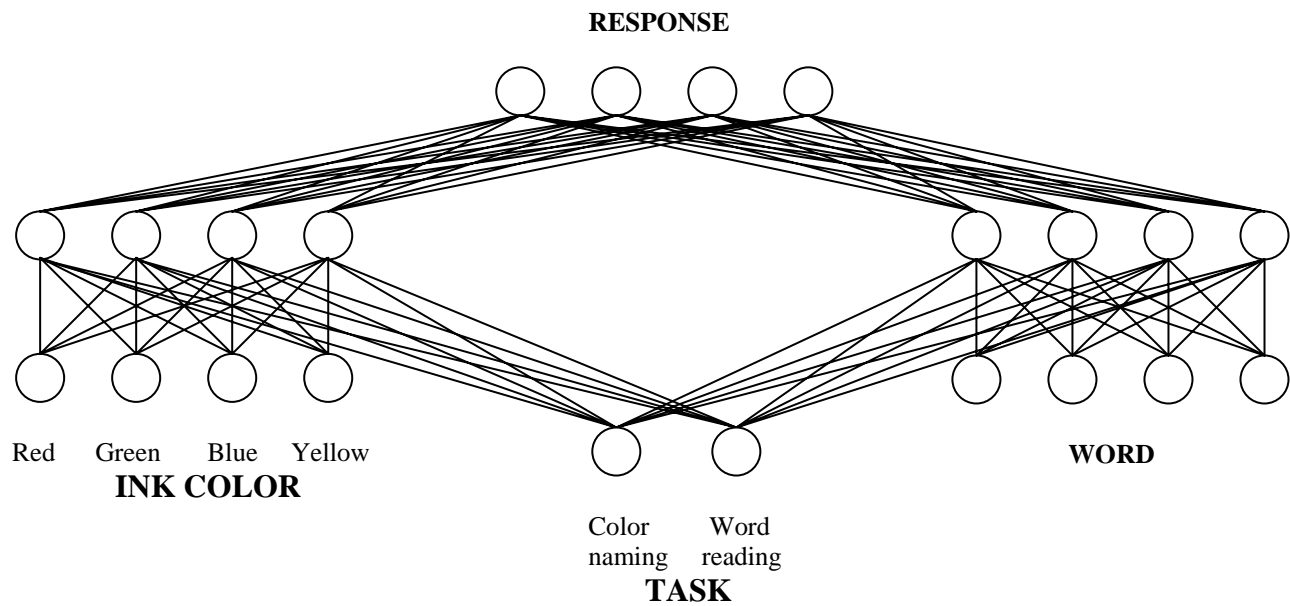 RESPONSE
Red Green Blue Yellow
INK COLOR
WORD
Color naming
Word reading
TASK